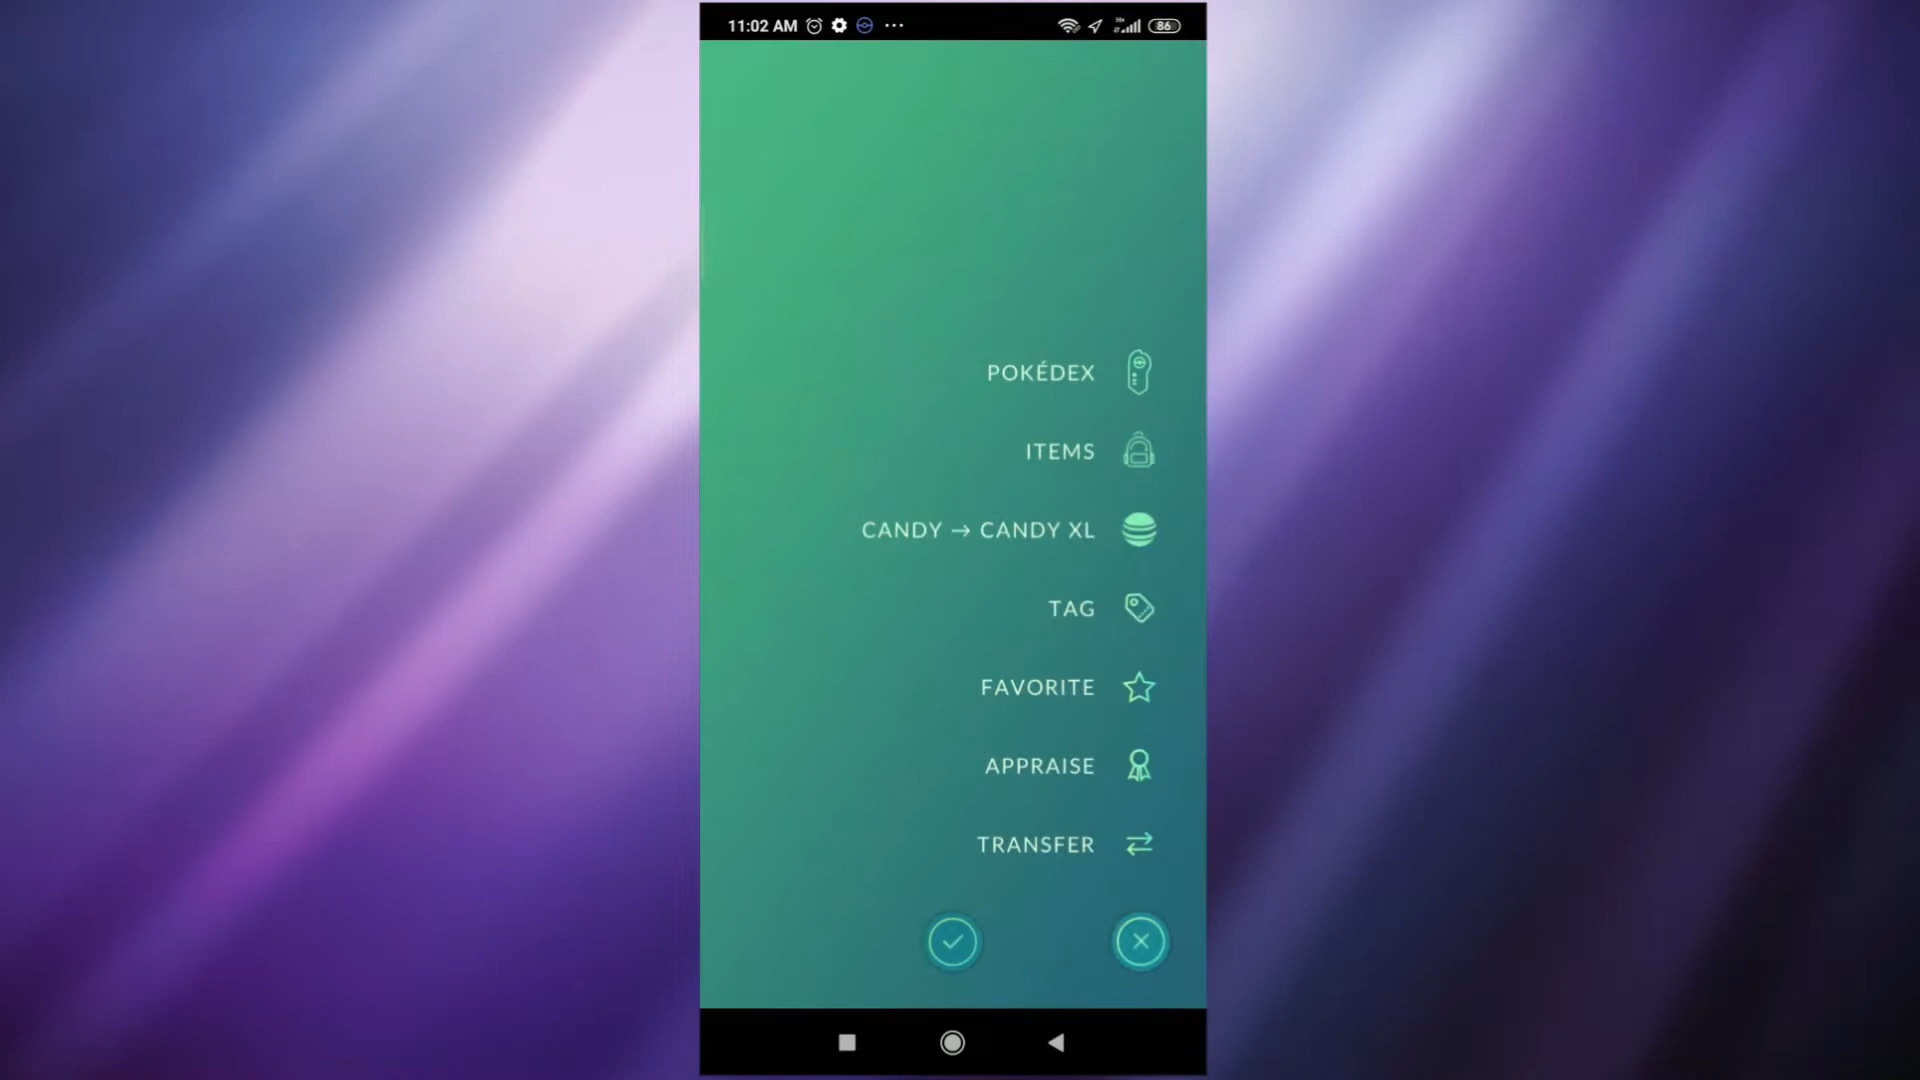 11:02 AM
86
POKÉDEX
ITEMS
CANDY → CANDY XL
TAG
FAVORITE
APPRAISE
TRANSFER